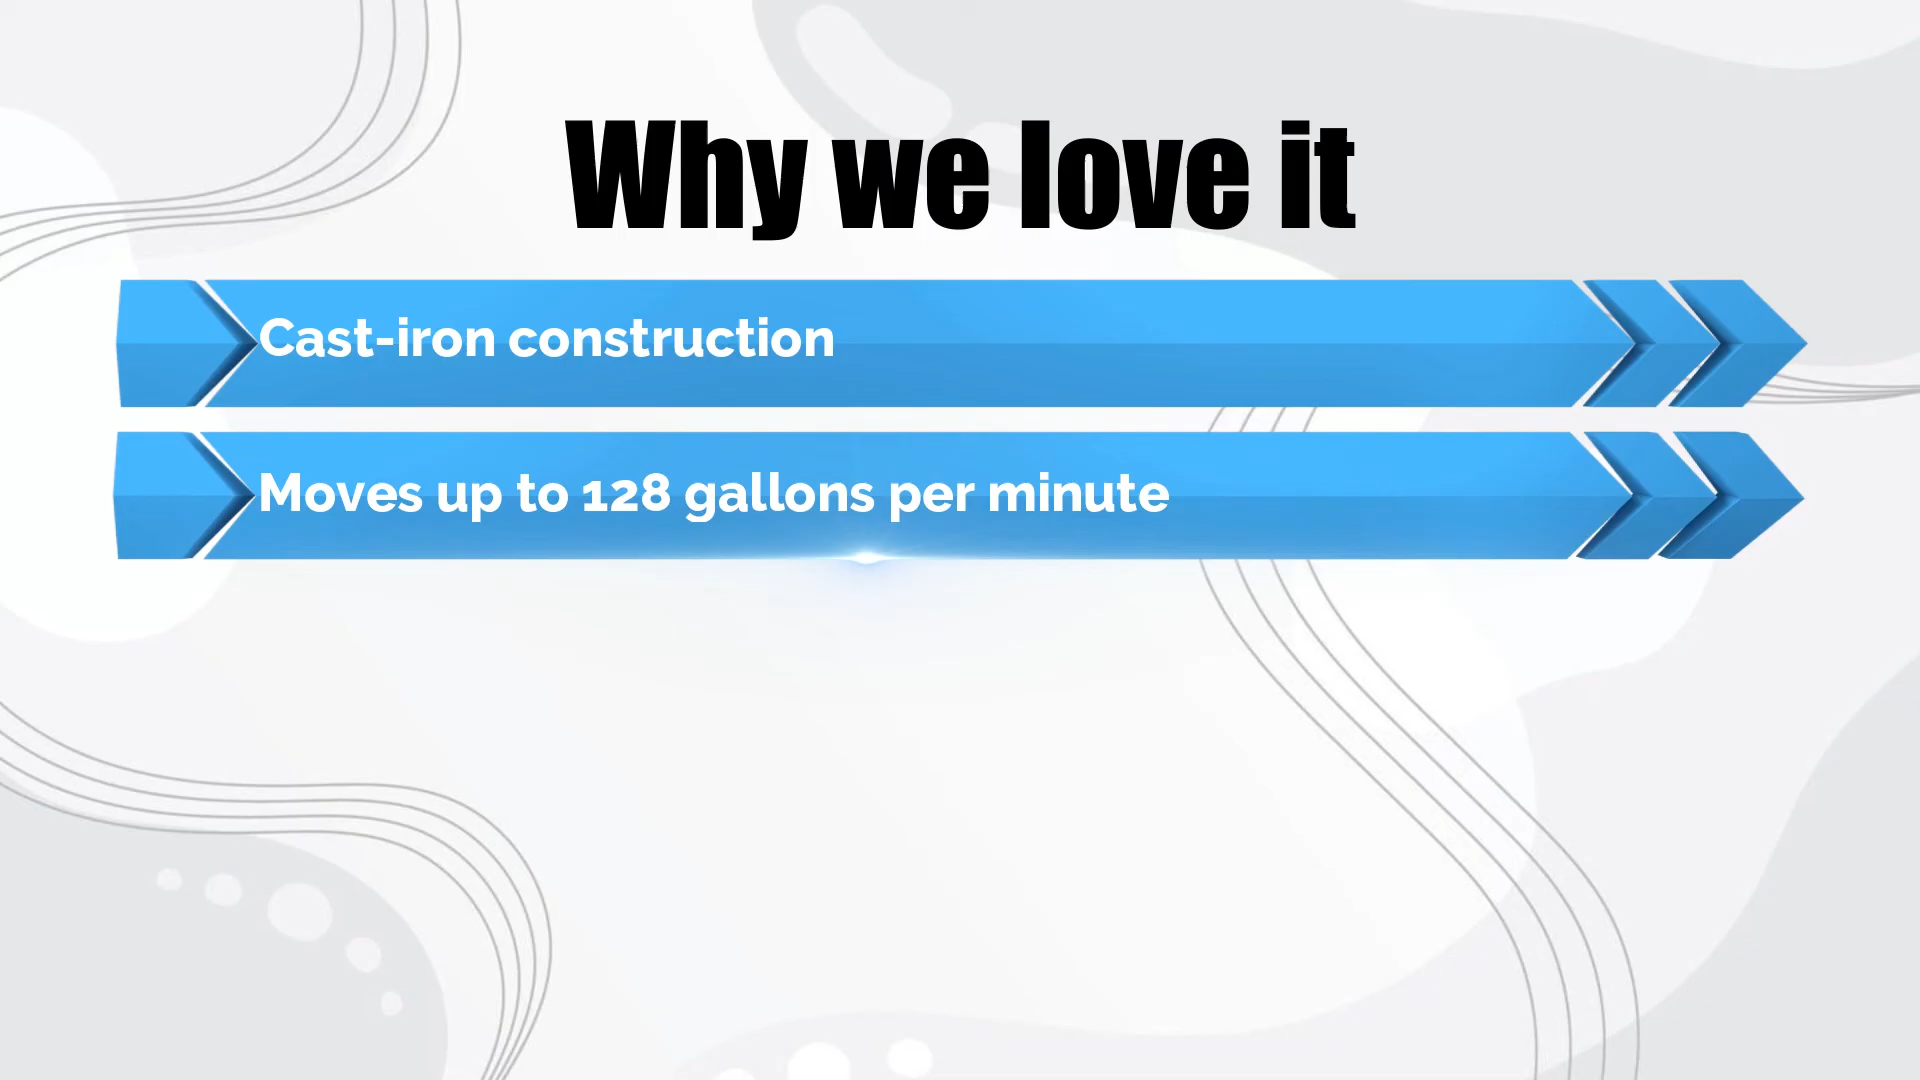 Why we love it
Cast-iron construction
Moves up to 128 gallons per minute